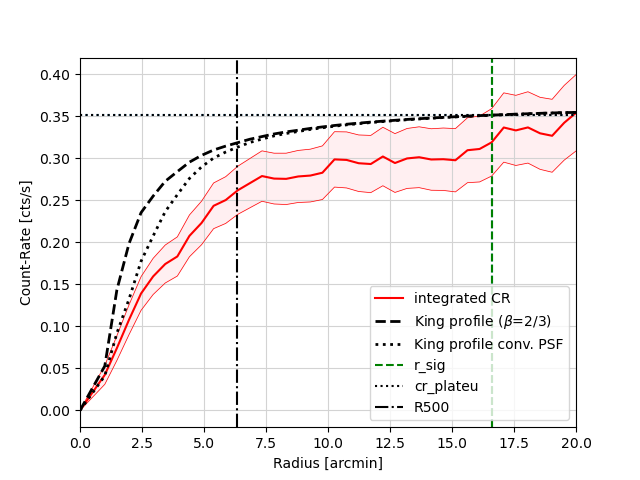 0.40
0.35
0.30
0.25
0.20
0.15
0.10
0.05
0.00
Count-Rate [cts/s]
integrated CR
King profile (β=2/3)
King profile conv. PSF
r_sig
cr_plateu
R500
0.0 2.5 5.0 7.5 10.0 12.5 15.0 17.5 20.0
Radius [arcmin]